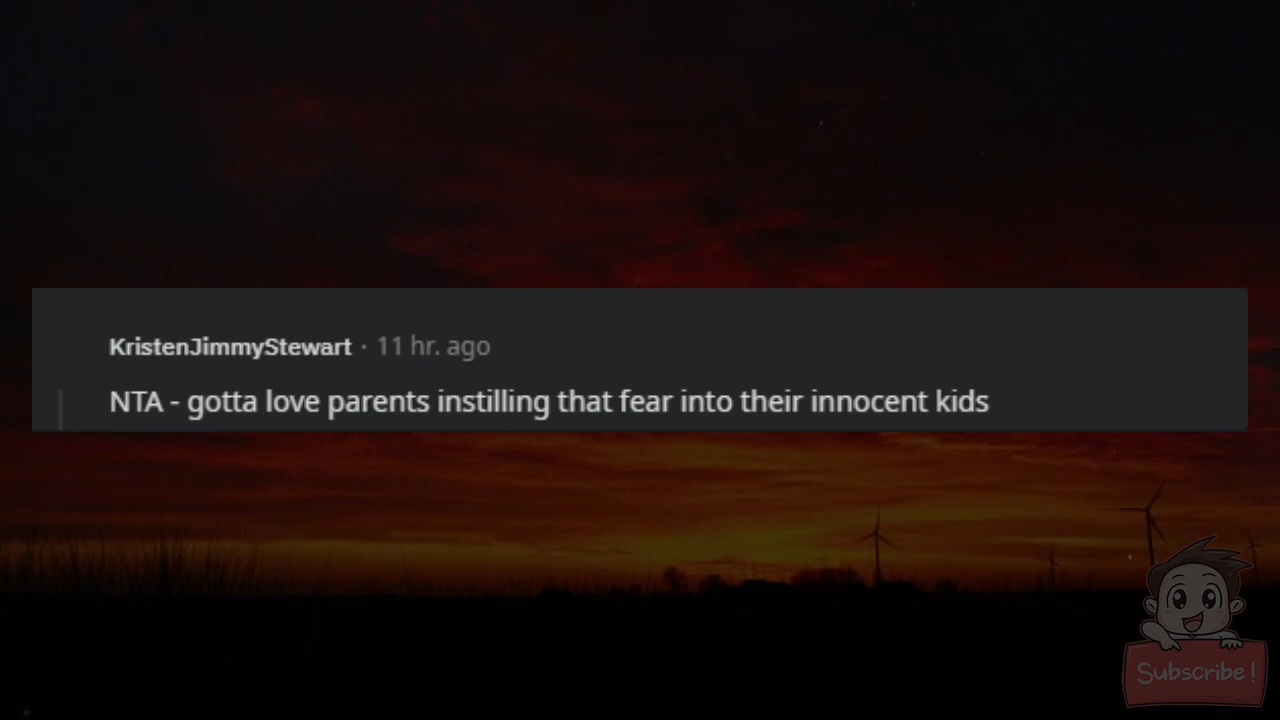 KristenJimmyStewart · 11 hr. ago
NTA - gotta love parents instilling that fear into their innocent kids
Subscribe!